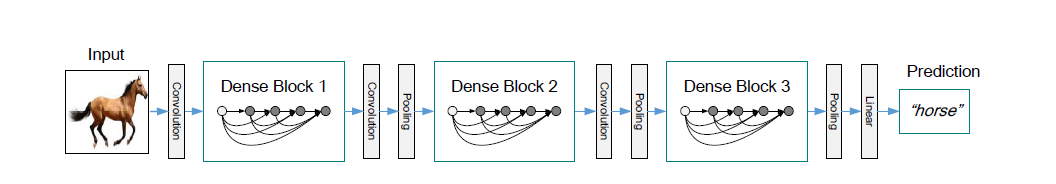 Input
Convolution
Dense Block 1
Convolution
Pooling
Dense Block 2
Convolution
Pooling
Dense Block 3
Pooling
Linear
Prediction
“horse”